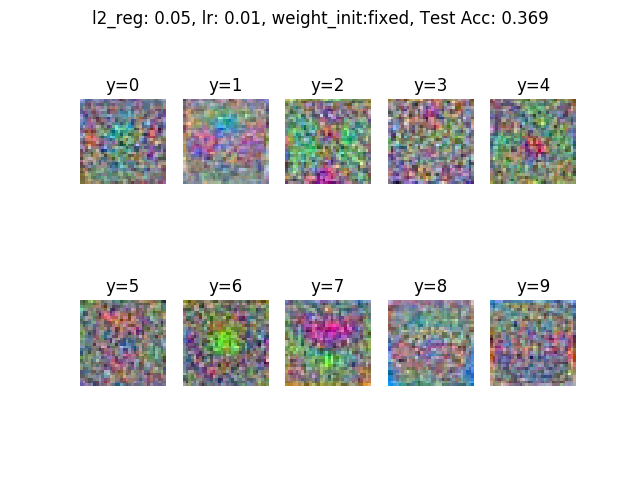 l2_reg: 0.05, lr: 0.01, weight_init:fixed, Test Acc: 0.369
y=0 y=1 y=2 y=3 y=4
y=5 y=6 y=7 y=8 y=9